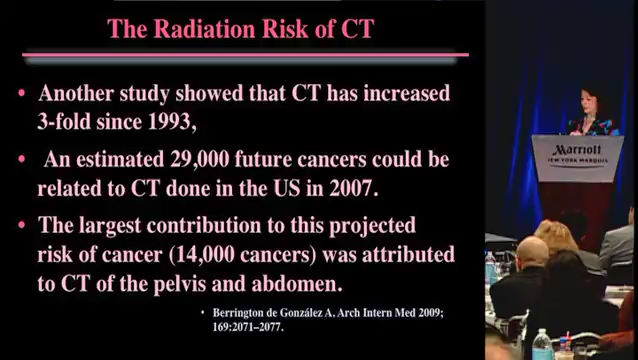 The Radiation Risk of CT
• Another study showed that CT has increased
3-fold since 1993,
• An estimated 29,000 future cancers could be
related to CT done in the US in 2007.
• The largest contribution to this projected
risk of cancer (14,000 cancers) was attributed
to CT of the pelvis and abdomen.
• Berrington de González A. Arch Intern Med 2009;
169:2071–2077.
Marriott
NEW YORK MARQUIS